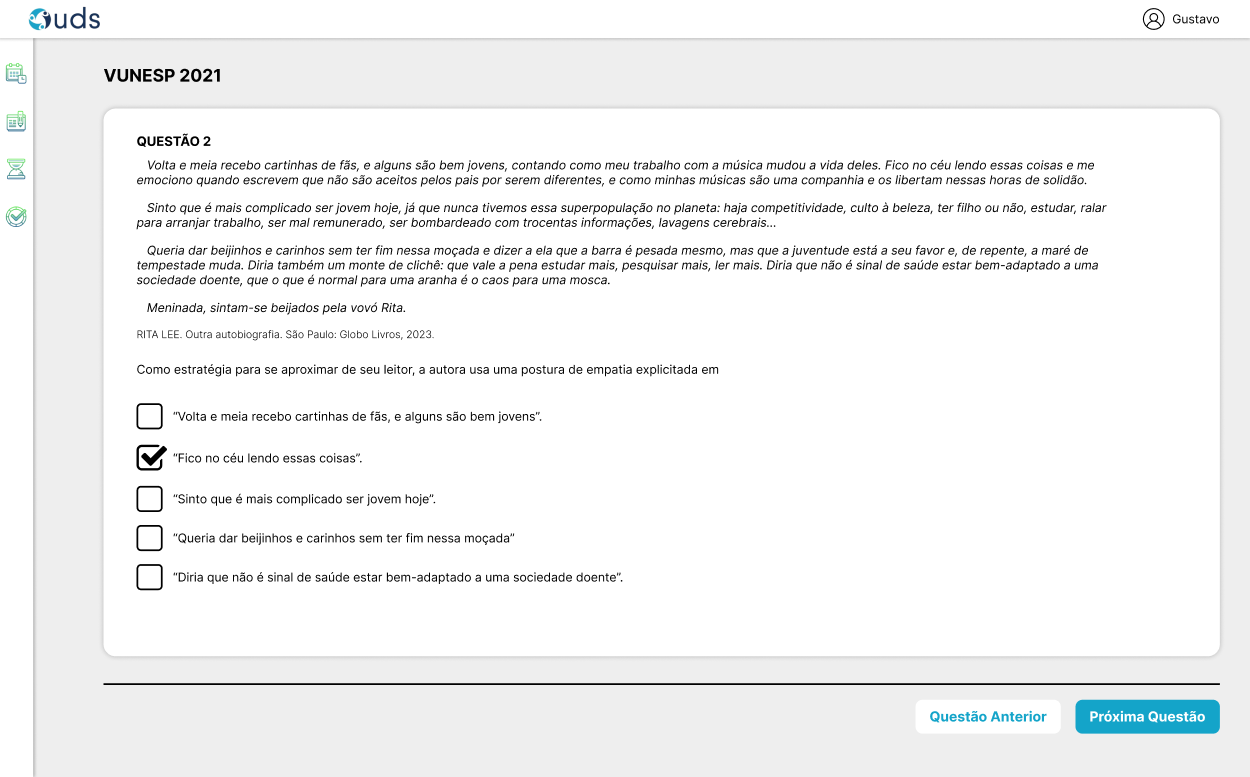 uds
Gustavo
VUNESP 2021
QUESTÃO 2
Volta e meia recebo cartinhas de fãs, e alguns são bem jovens, contando como meu trabalho com a música mudou a vida deles. Fico no céu lendo essas coisas e me
emociono quando escrevem que não são aceitos pelos pais por serem diferentes, e como minhas músicas são uma companhia e os libertam nessas horas de solidão.
Sinto que é mais complicado ser jovem hoje, já que nunca tivemos essa superpopulação no planeta: haja competitividade, culto à beleza, ter filho ou não, estudar, ralar
para arranjar trabalho, ser mal remunerado, ser bombardeado com trocentas informações, lavagens cerebrais...
Queria dar beijinhos e carinhos sem ter fim nessa moçada e dizer a ela que a barra é pesada mesmo, mas que a juventude está a seu favor e, de repente, a maré de
tempestade muda. Diria também um monte de clichê: que vale a pena estudar mais, pesquisar mais, ler mais. Diria que não é sinal de saúde estar bem-adaptado a uma
sociedade doente, que o que é normal para uma aranha é o caos para uma mosca.
Meninada, sintam-se beijados pela vovó Rita.
RITA LEE. Outra autobiografia. São Paulo: Globo Livros, 2023.
Como estratégia para se aproximar de seu leitor, a autora usa uma postura de empatia explicitada em
“Volta e meia recebo cartinhas de fãs, e alguns são bem jovens”.
“Fico no céu lendo essas coisas”.
“Sinto que é mais complicado ser jovem hoje”.
“Queria dar beijinhos e carinhos sem ter fim nessa moçada”
“Diria que não é sinal de saúde estar bem-adaptado a uma sociedade doente”.
Questão Anterior
Próxima Questão